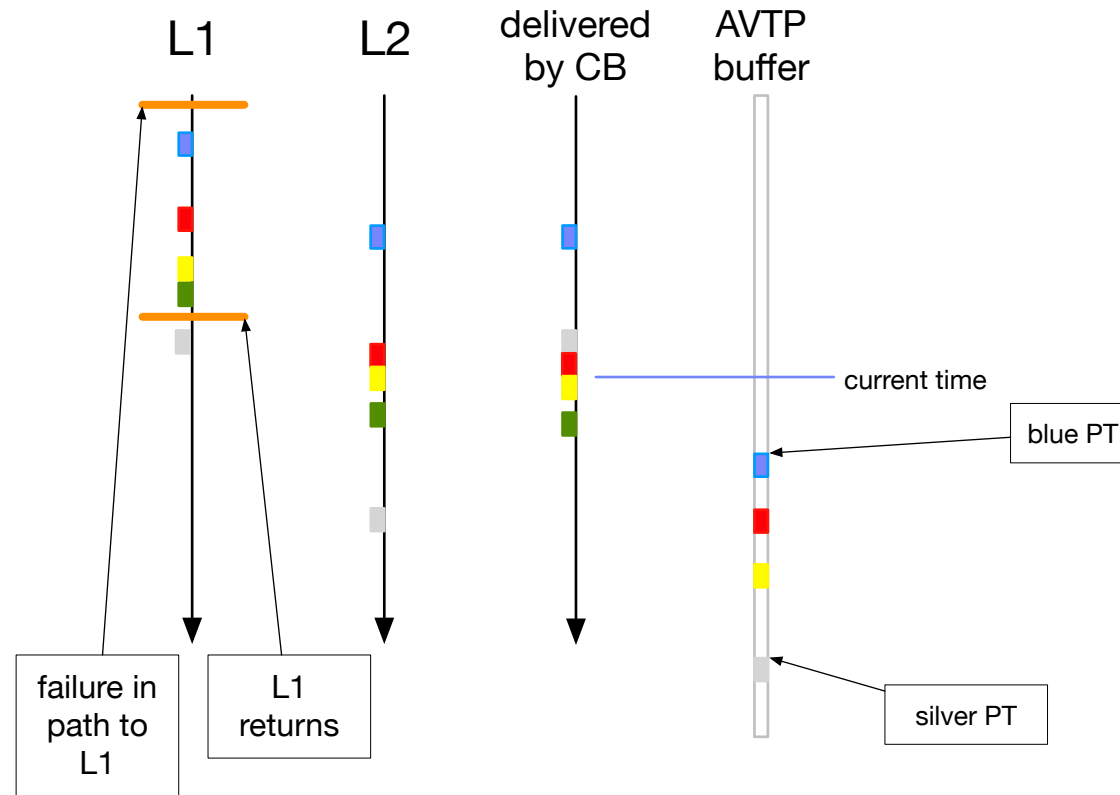 L1
L2
delivered
by CB
AVTP
buffer
current time
blue PT
silver PT
failure in
path to
L1
L1
returns